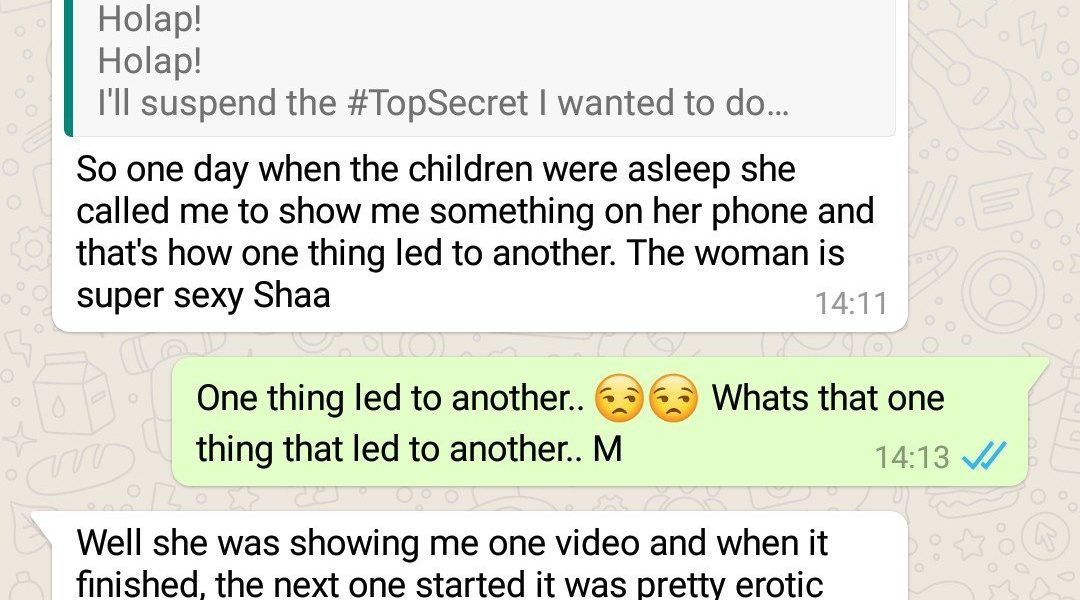 Holap!
Holap!
I'll suspend the #TopSecret I wanted to do...
So one day when the children were asleep she
called me to show me something on her phone and
that's how one thing led to another. The woman is
super sexy Shaa
14:11
One thing led to another.. 😒😒 Whats that one
thing that led to another.. M
14:13
Well she was showing me one video and when it
finished, the next one started it was pretty erotic